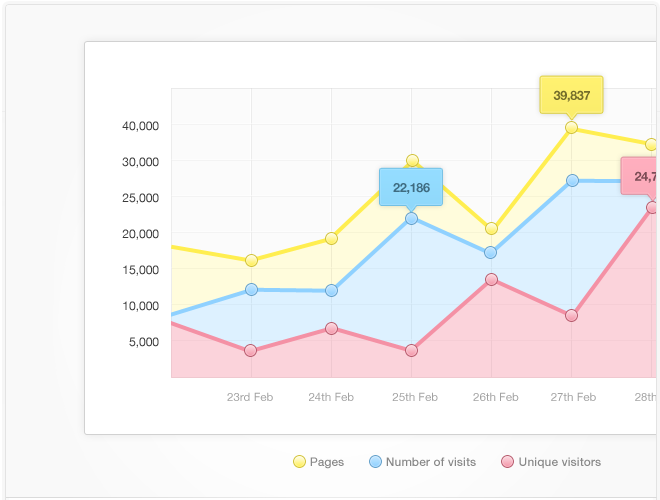 39,837
40,000
30,000
22,186
24,7
25,000
20,000
15,000
10,000
5,000
23rd Feb
24th Feb
25th Feb
26th Feb
27th Feb
28th
Pages
Number of visits
Unique visitors